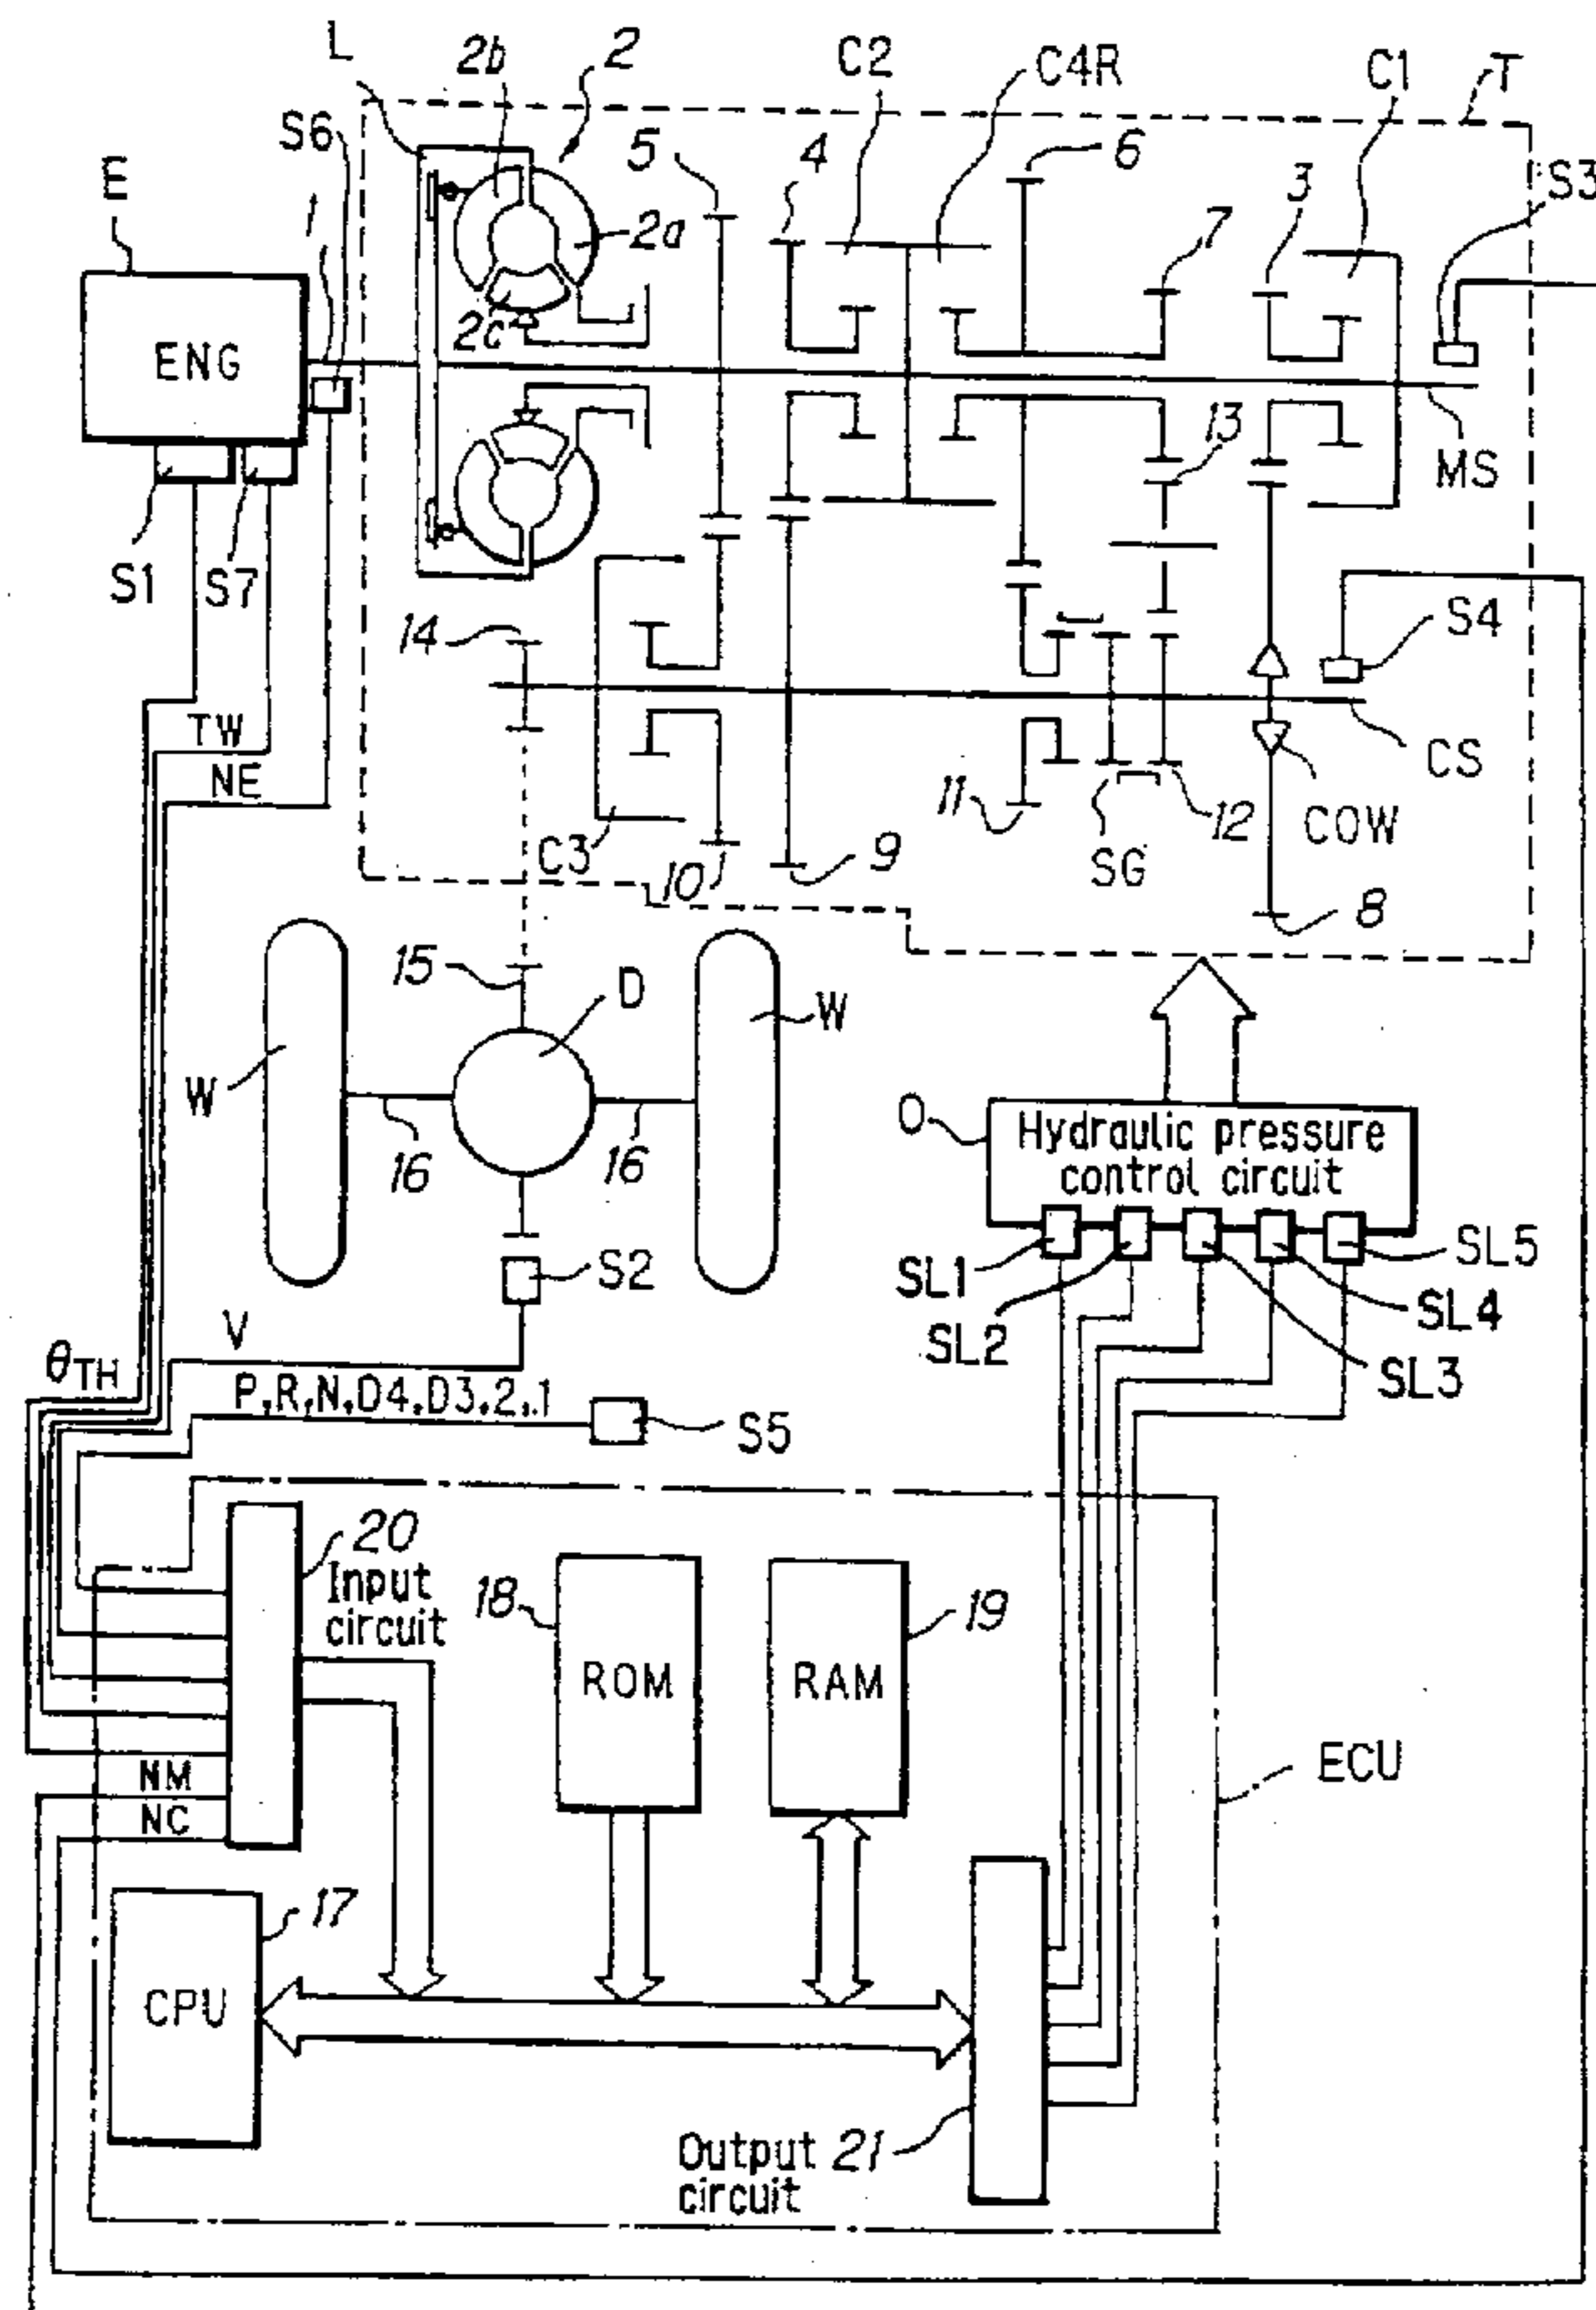 L
2b
2
C2
C4R
C1
T
S6
5
4
6
S3
E
2a
7
3
ENG
2c
13
MS
S1
S7
14
S4
TW
NE
CS
C3
10
9
11
SG
12
COW
8
15
D
W
W
16
16
O
Hydraulic pressure
control circuit
S2
SL1
SL5
SL2
SL4
SL3
V
θTH
P,R,N,D4,D3,2,1
S5
20
Input
circuit
18
ROM
19
RAM
NM
NC
ECU
17
CPU
Output 21
circuit